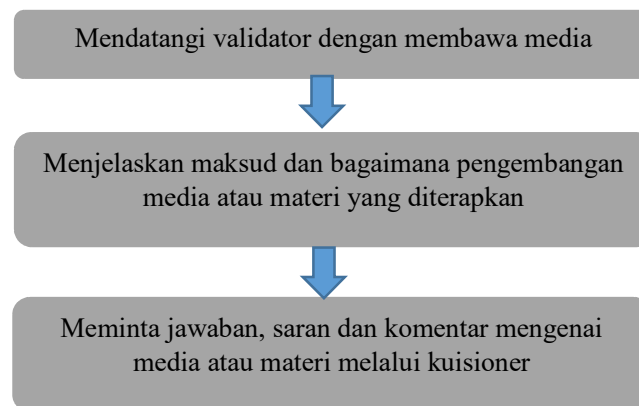 Mendatangi validator dengan membawa media
Menjelaskan maksud dan bagaimana pengembangan
media atau materi yang diterapkan
Meminta jawaban, saran dan komentar mengenai
media atau materi melalui kuisioner